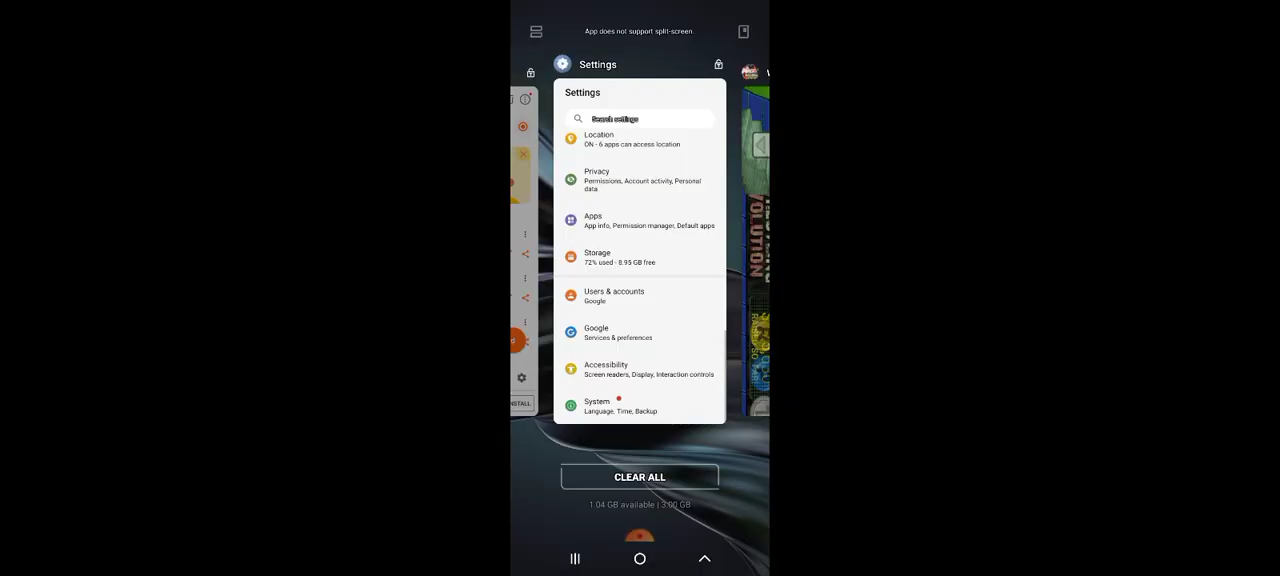 App does not support split-screen.
Settings
Settings
Search settings
Location
ON - 6 apps can access location
Privacy
Permissions, Account activity, Personal
data
Apps
App info, Permission manager, Default apps
Storage
72% used - 8.95 GB free
Users & accounts
Google
Google
Services & preferences
Accessibility
Screen readers, Display, Interaction controls
System
Language, Time, Backup
CLEAR ALL
1.04 GB available | 3.00 GB